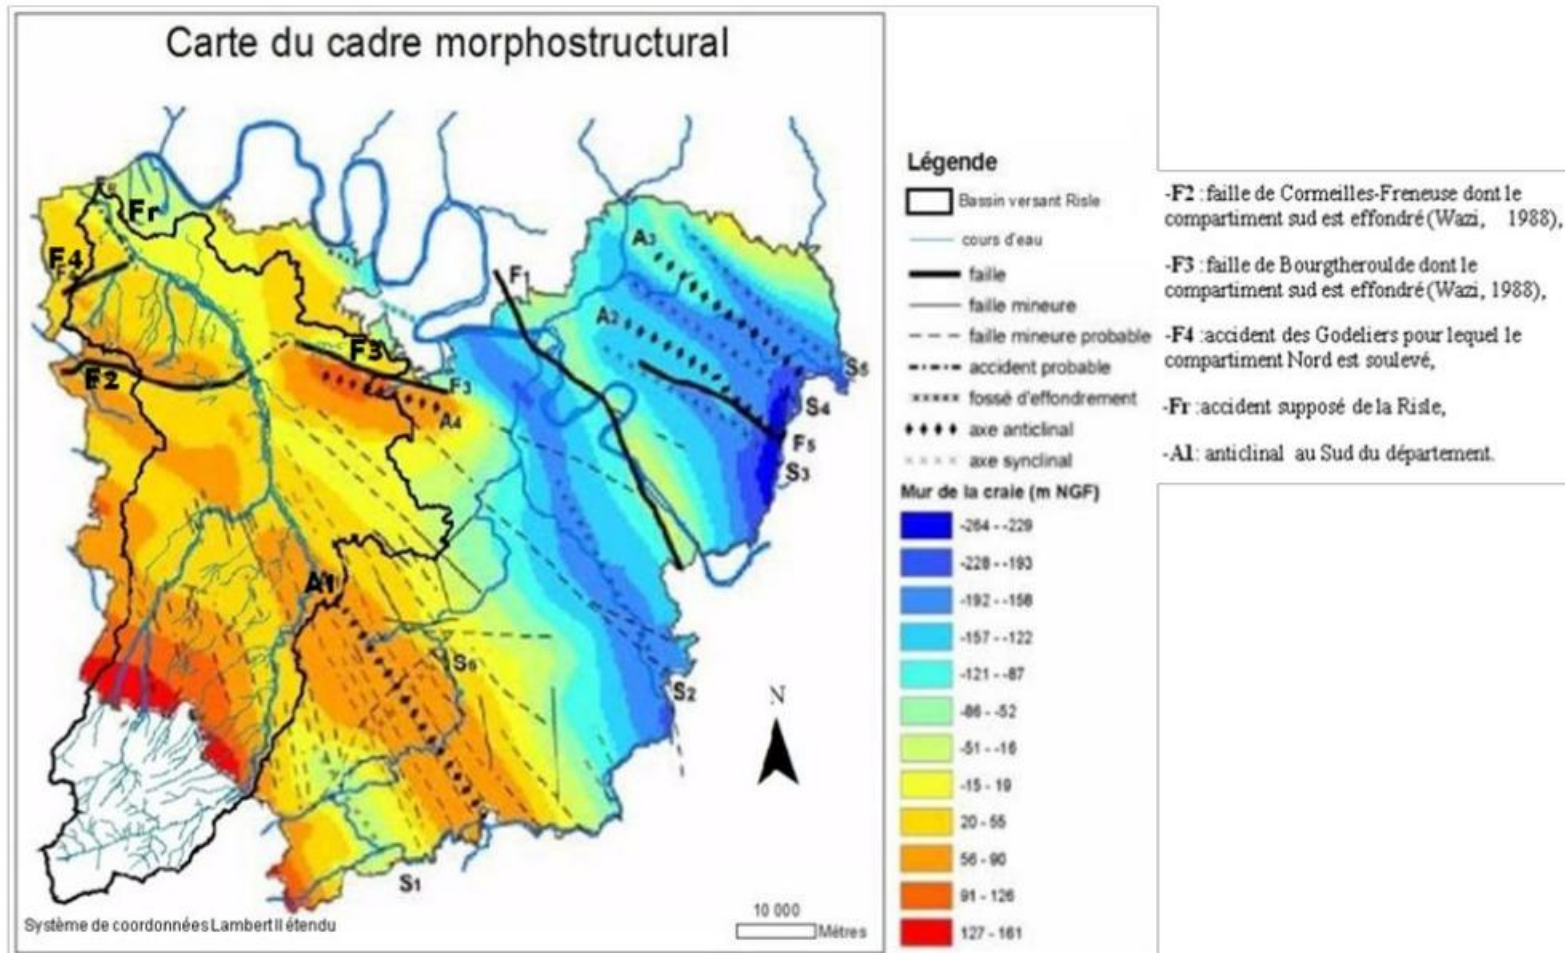 Carte du cadre morphostructural
Fr
F4
F2
F3
F3
A4
F1
A3
A2
S5
S4
F5
S3
A1
S6
S2
S1
N
10 000
Mètres
Système de coordonnées Lambert II étendu
Légende
Bassin versant Risle
cours d'eau
faille
faille mineure
faille mineure probable
accident probable
fossé d'effondrement
axe anticlinal
axe synclinal
Mur de la craie (m NGF)
-264 - -229
-228 - -193
-192 - -158
-157 - -122
-121 - -87
-86 - -52
-51 - -16
-15 - 19
20 - 55
56 - 90
91 - 126
127 - 161
-F2 : faille de Cormeilles-Freneuse dont le
compartiment sud est effondré (Wazi, 1988),
-F3 : faille de Bourgtheroulde dont le
compartiment sud est effondré (Wazi, 1988),
-F4 : accident des Godeliers pour lequel le
compartiment Nord est soulevé,
-Fr : accident supposé de la Risle,
-A1 : anticlinal au Sud du département.